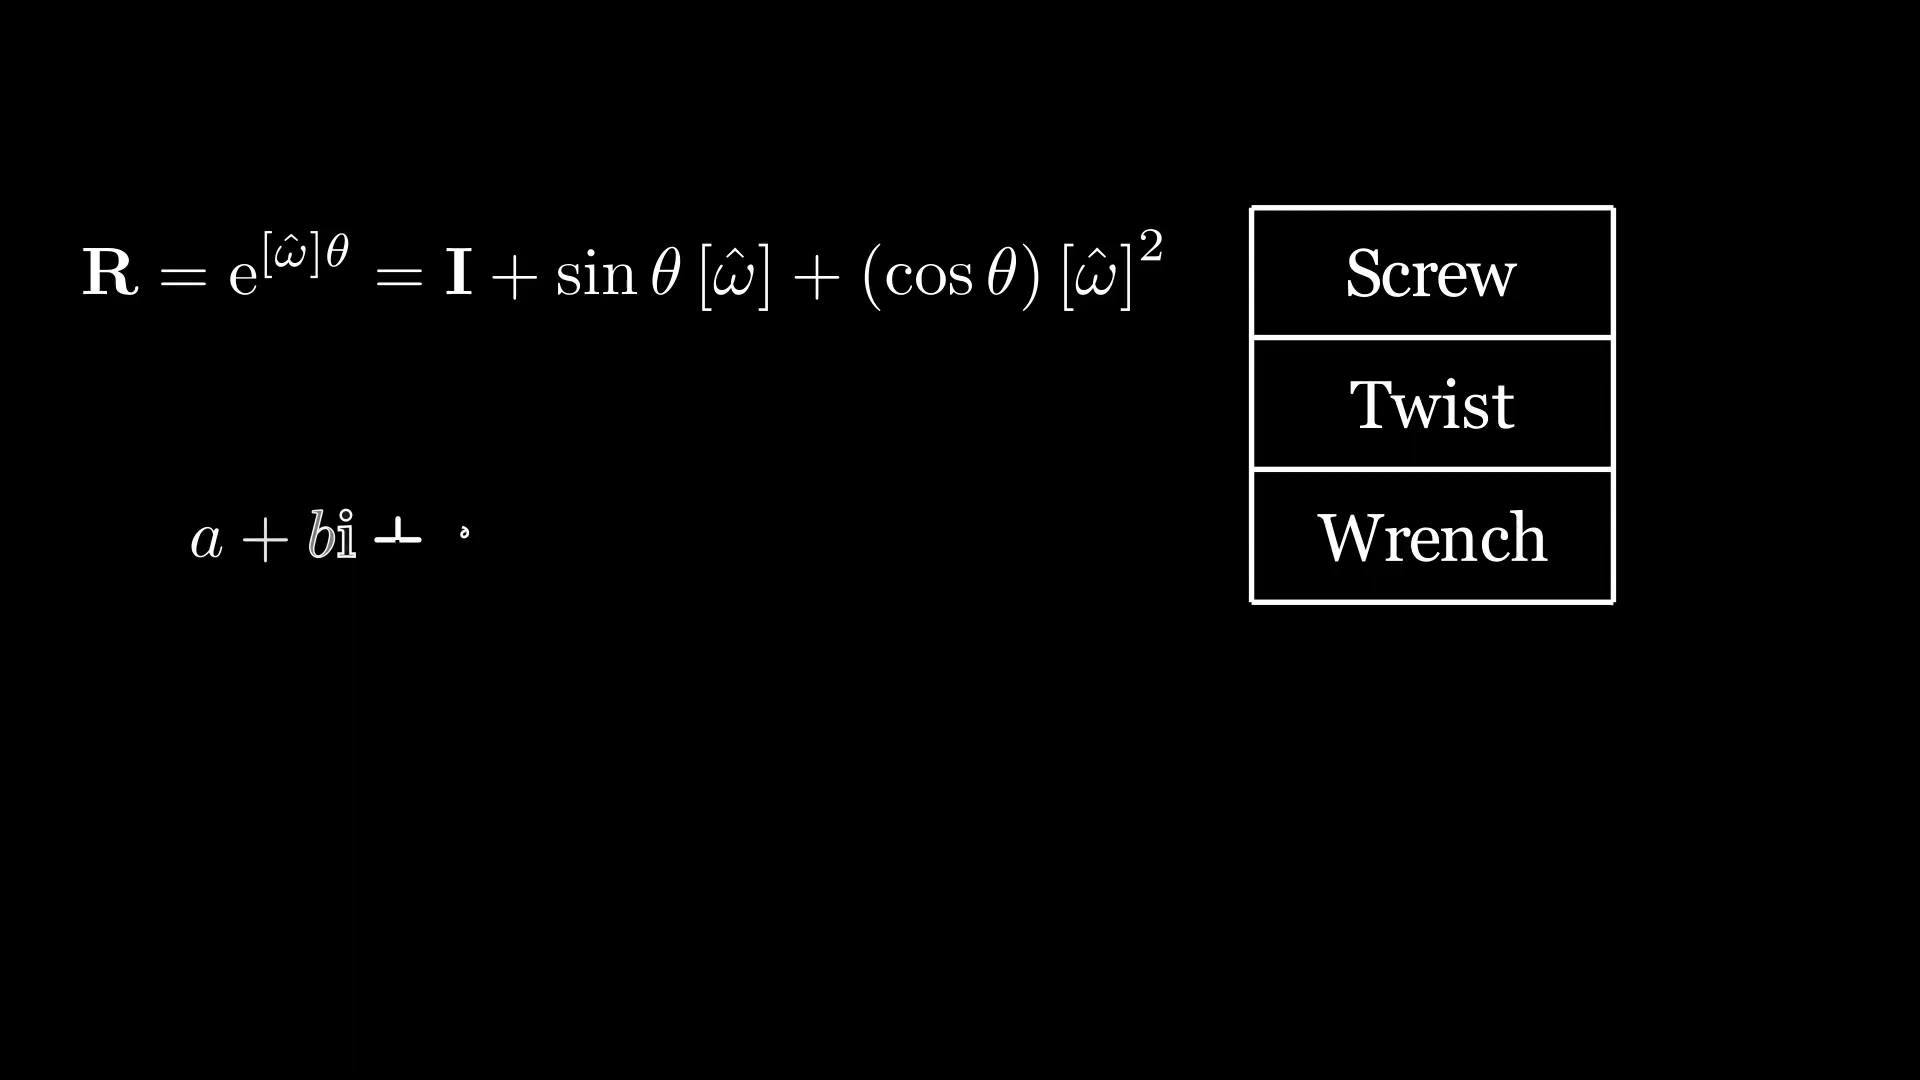 R = e^{[ω̂]θ} = I + sin θ [ω̂] + (cos θ) [ω̂]^2
Screw
Twist
Wrench
a + bi +